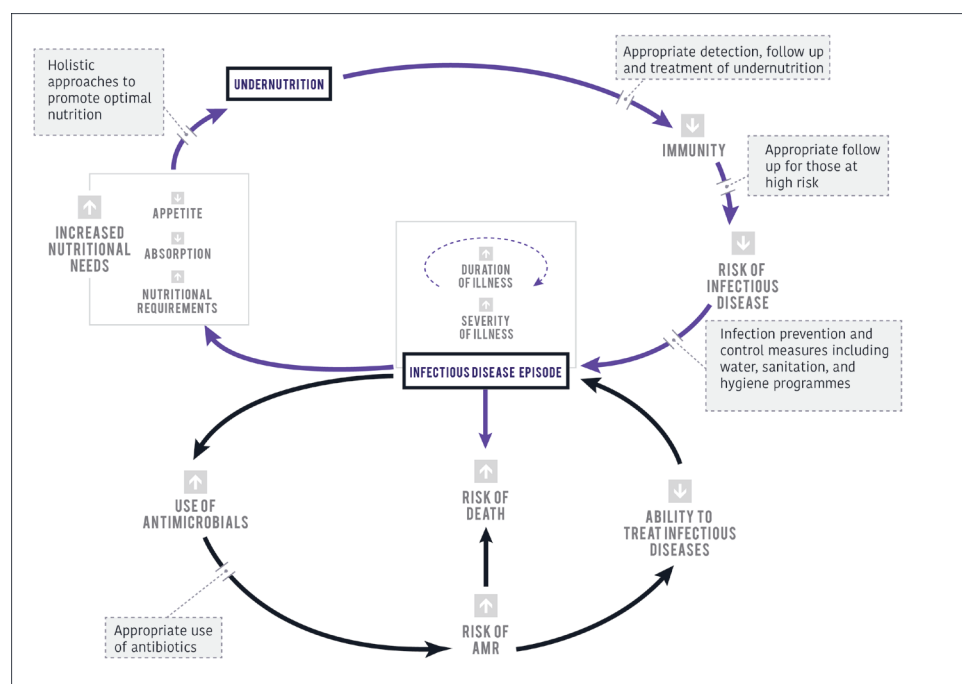 Holistic
approaches to
promote optimal
nutrition
UNDERNUTRITION
Appropriate detection, follow up
and treatment of undernutrition
IMMUNITY
Appropriate follow
up for those at
high risk
INCREASED
NUTRITIONAL
NEEDS
APPETITE
ABSORPTION
NUTRITIONAL
REQUIREMENTS
DURATION
OF ILLNESS
SEVERITY
OF ILLNESS
RISK OF
INFECTIOUS
DISEASE
Infection prevention and
control measures including
water, sanitation, and
hygiene programmes
INFECTIOUS DISEASE EPISODE
USE OF
ANTIMICROBIALS
RISK OF
DEATH
ABILITY TO
TREAT INFECTIOUS
DISEASES
Appropriate use
of antibiotics
RISK OF
AMR